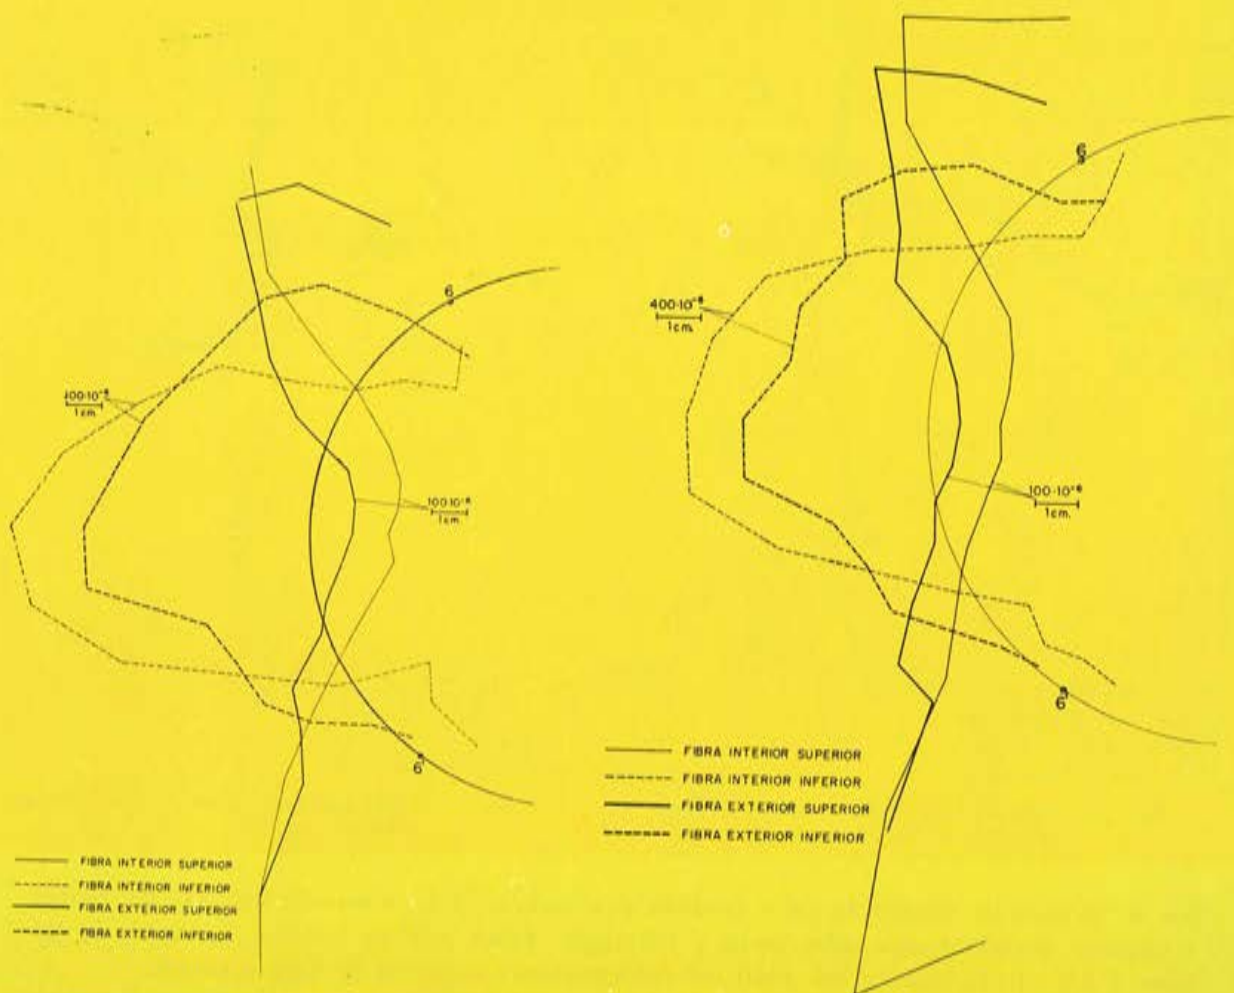 6
400·10⁻⁶
1cm.
100·10⁻⁶
1cm.
6
FIBRA INTERIOR SUPERIOR
FIBRA INTERIOR INFERIOR
FIBRA EXTERIOR SUPERIOR
FIBRA EXTERIOR INFERIOR
6
400·10⁻⁶
1cm.
100·10⁻⁶
1cm.
6
FIBRA INTERIOR SUPERIOR
FIBRA INTERIOR INFERIOR
FIBRA EXTERIOR SUPERIOR
FIBRA EXTERIOR INFERIOR